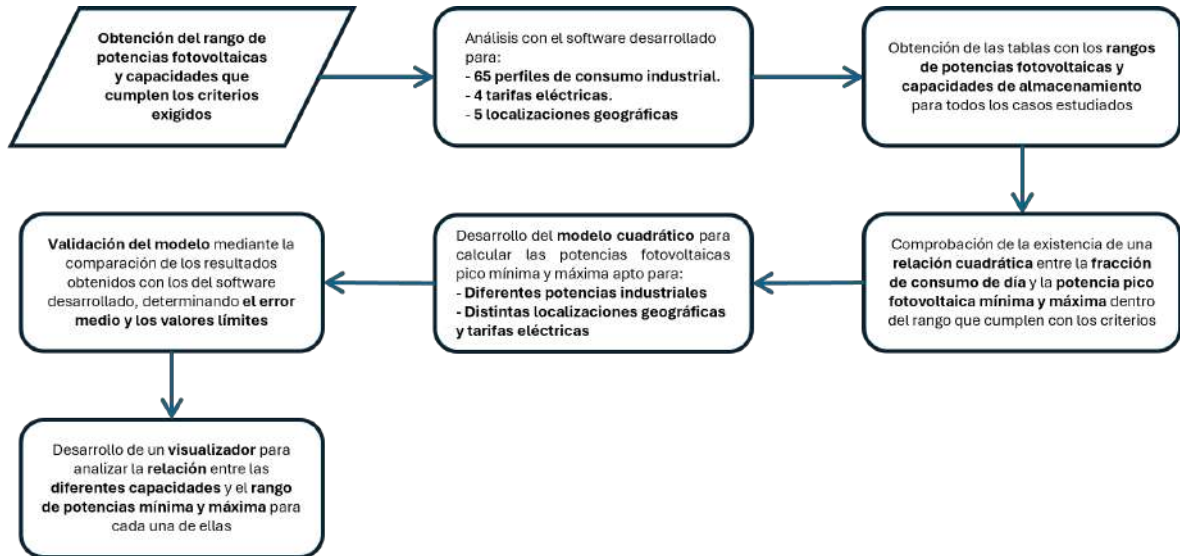 Obtención del rango de
potencias fotovoltaicas
y capacidades que
cumplen los criterios
exigidos
Análisis con el software desarrollado
para:
- 65 perfiles de consumo industrial.
- 4 tarifas eléctricas.
- 5 localizaciones geográficas
Obtención de las tablas con los rangos
de potencias fotovoltaicas y
capacidades de almacenamiento
para todos los casos estudiados
Comprobación de la existencia de una
relación cuadrática entre la fracción
de consumo de día y la potencia pico
fotovoltaica mínima y máxima dentro
del rango que cumplen con los criterios
Desarrollo del modelo cuadrático para
calcular las potencias fotovoltaicas
pico mínima y máxima apto para:
- Diferentes potencias industriales
- Distintas localizaciones geográficas
y tarifas eléctricas
Validación del modelo mediante la
comparación de los resultados
obtenidos con los del software
desarrollado, determinando el error
medio y los valores límites
Desarrollo de un visualizador para
analizar la relación entre las
diferentes capacidades y el rango
de potencias mínima y máxima para
cada una de ellas